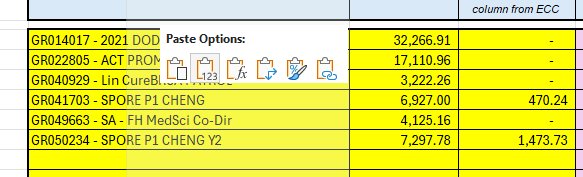 column from ECC
GR014017 - 2021 DOD 32,266.91 -
Paste Options:
GR022805 - ACT PROM 17,110.96 -
123 fx
GR040929 - Lin 3,222.26 -
GR041703 - SPORE P1 CHENG 6,927.00 470.24
GR049663 - SA - FH MedSci Co-Dir 4,125.16 -
GR050234 - SPORE P1 CHENG Y2 7,297.78 1,473.73